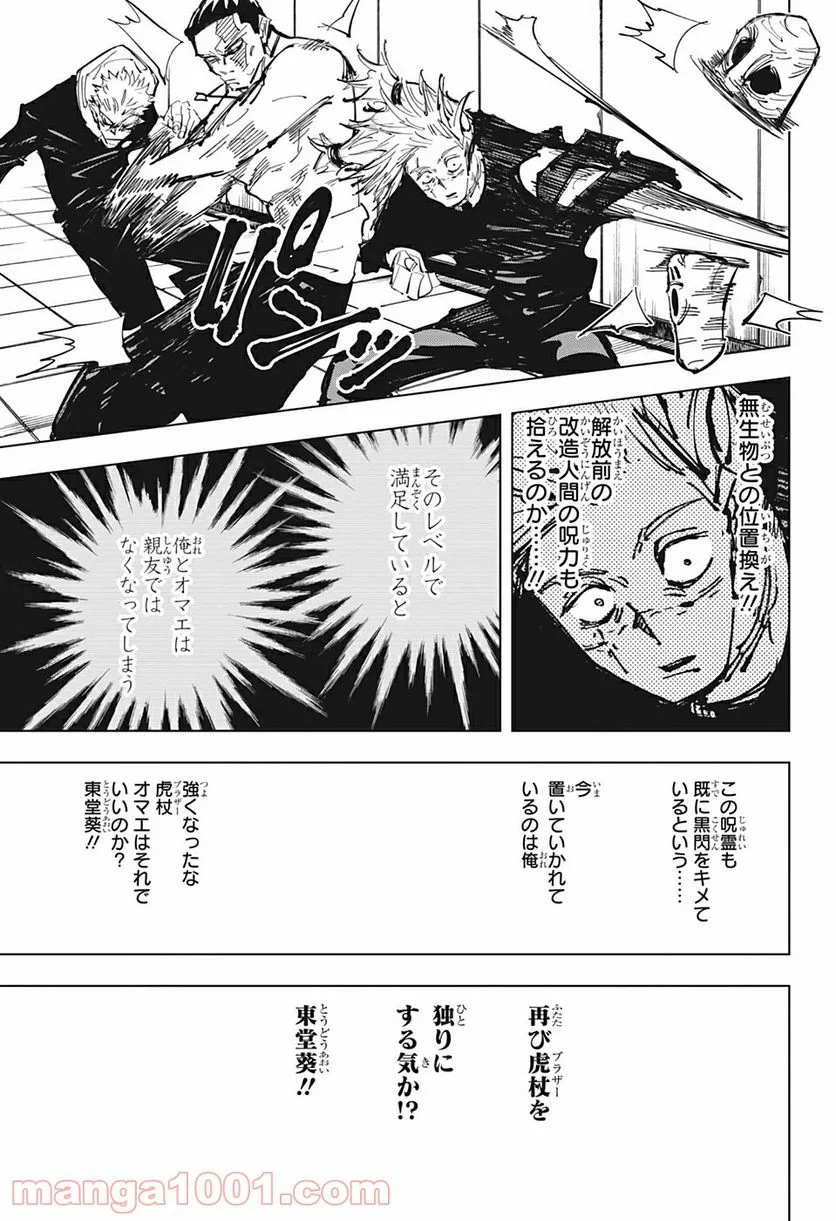 パンッ
無生物との位置換え!!
解放前の
改造人間の呪力も
拾えるのか……!!
そのレベルで
満足していると
俺とオマエは
親友では
なくなってしまう
この呪霊も
既に黒閃をキメて
いるという……
今
置いていかれて
いるのは俺
強くなったな
虎杖
オマエはそれで
いいのか?
東堂葵!!
再び虎杖を
独りに
する気か!?
東堂葵!!
manga1001.com